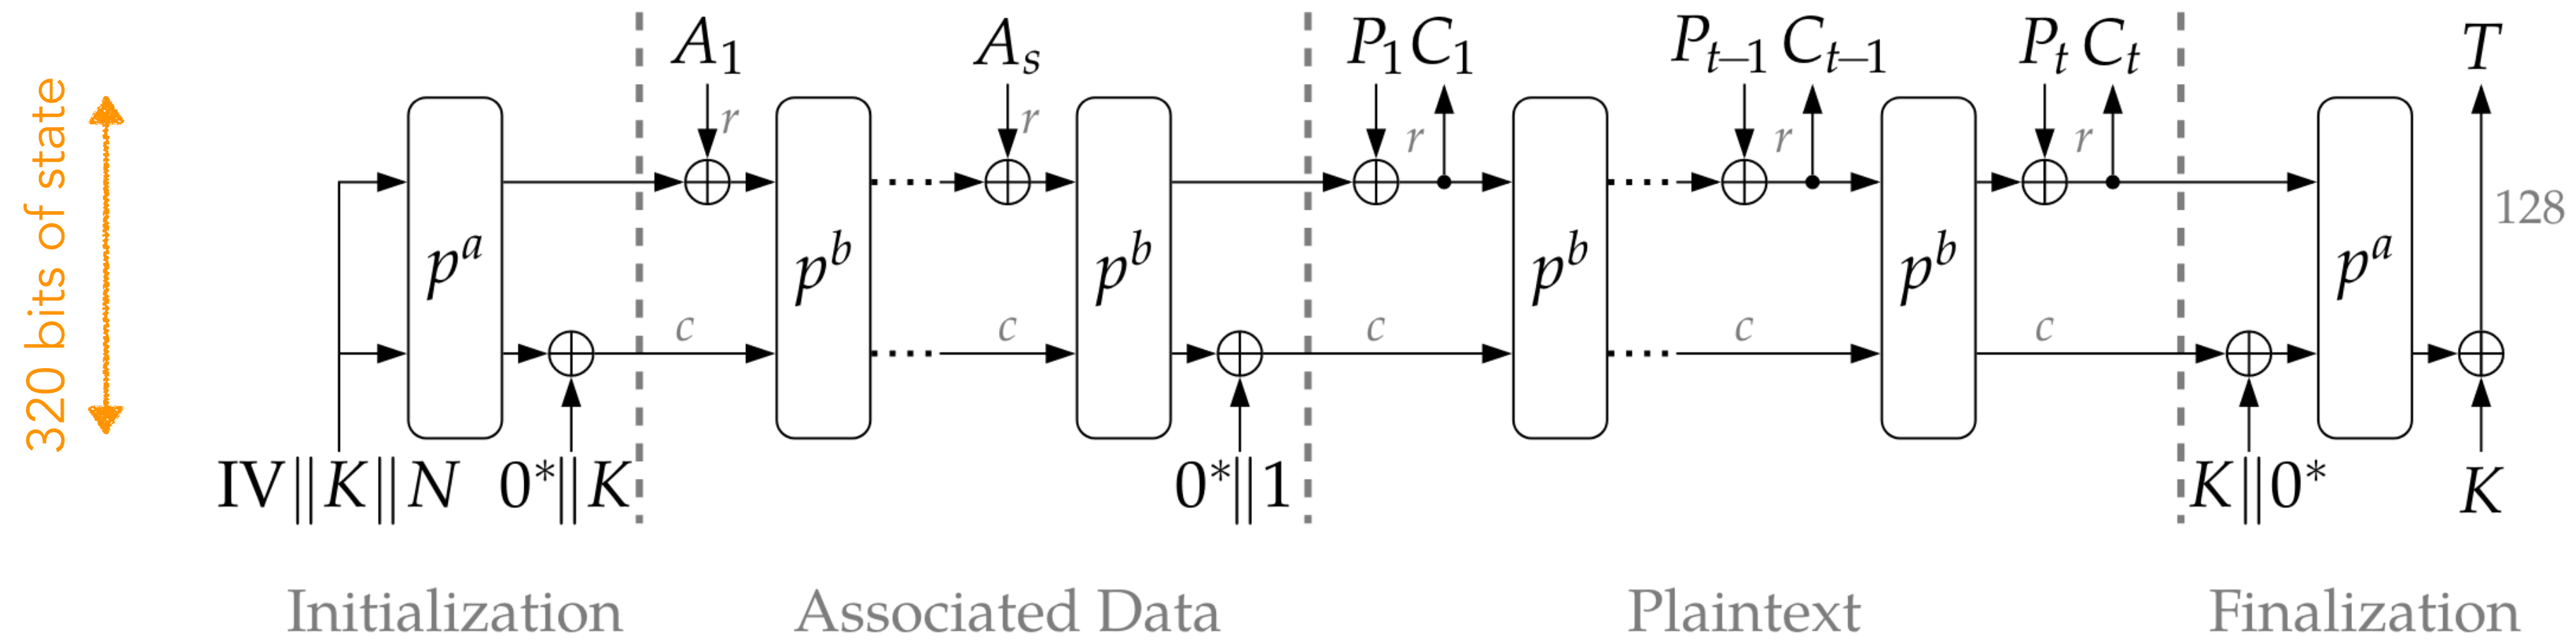 320 bits of state
A₁ Aₛ P₁ C₁ Pₜ₋₁ Cₜ₋₁ Pₜ Cₜ T
r r r r r
128
pᵃ pᵇ pᵇ pᵇ pᵇ pᵃ
c c c c c
IV‖K‖N 0*‖K 0*‖1 K‖0* K
Initialization Associated Data Plaintext Finalization